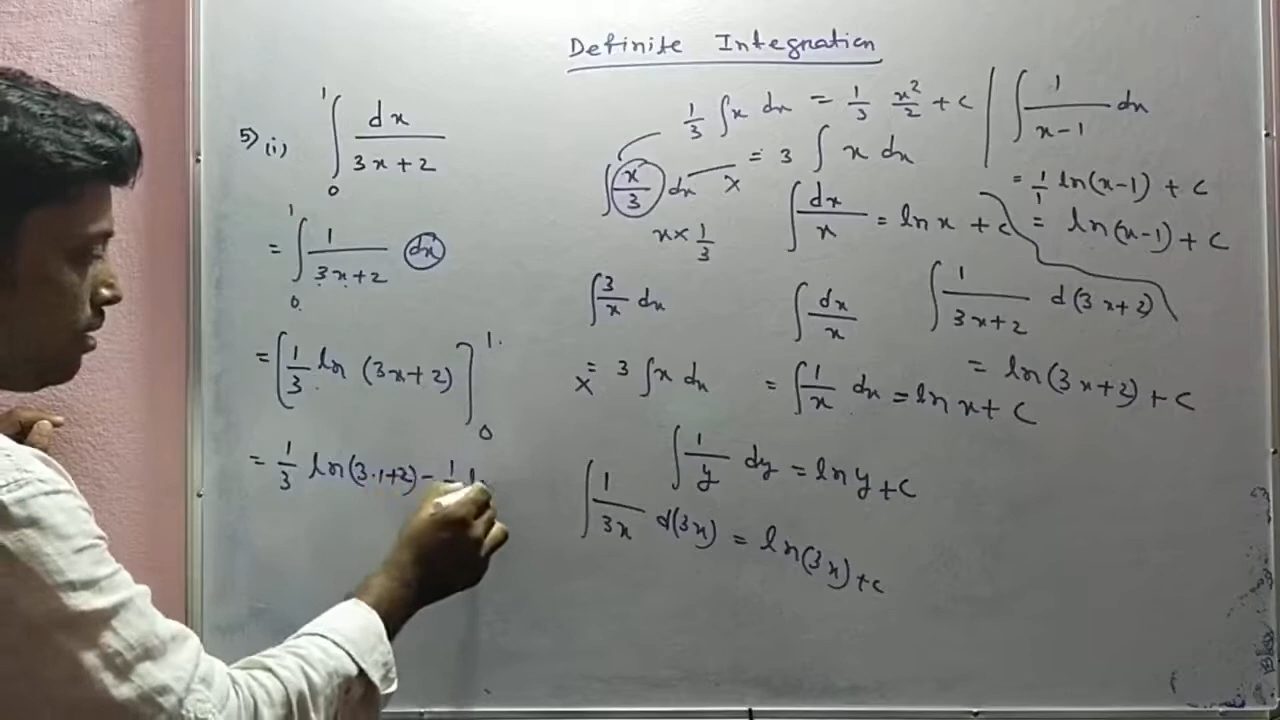 Definite Integration
5) (i) ∫₀¹ dx/(3x+2)
= ∫₀¹ 1/(3x+2) dx
= [1/3 ln (3x+2)]₀¹
= 1/3 ln(3.1+2) - 1/
1/3 ∫x dx = 1/3 x²/2 + c
∫ x/3 dx = 3 ∫ x dx X
x × 1/3
∫ 3/x dx
X = 3 ∫x dx
∫ dx/x = ln x + c
∫ dx/x
= ∫ 1/x dx = ln x + c
∫ 1/y dy = ln y + c
∫ 1/3x d(3x) = ln(3x) + c
∫ 1/(x-1) dx
= 1/1 ln(x-1) + c
= ln(x-1) + c
∫ 1/(3x+2) d(3x+2)
= ln(3x+2) + c